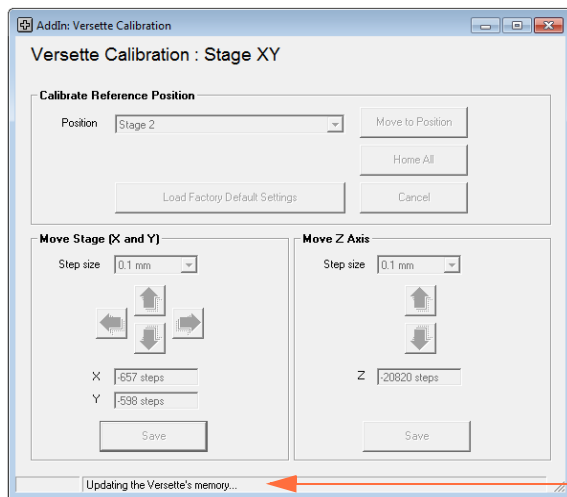 AddIn: Versette Calibration
Versette Calibration : Stage XY
Calibrate Reference Position
Position Stage 2 Move to Position
Home All
Load Factory Default Settings Cancel
Move Stage (X and Y)
Step size 0.1 mm
X -657 steps
Y -598 steps
Save
Move Z Axis
Step size 0.1 mm
Z -20820 steps
Save
Updating the Versette's memory...